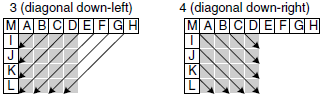 3 (diagonal down-left)
M A B C D E F G H
I
J
K
L
4 (diagonal down-right)
M A B C D E F G H
I
J
K
L